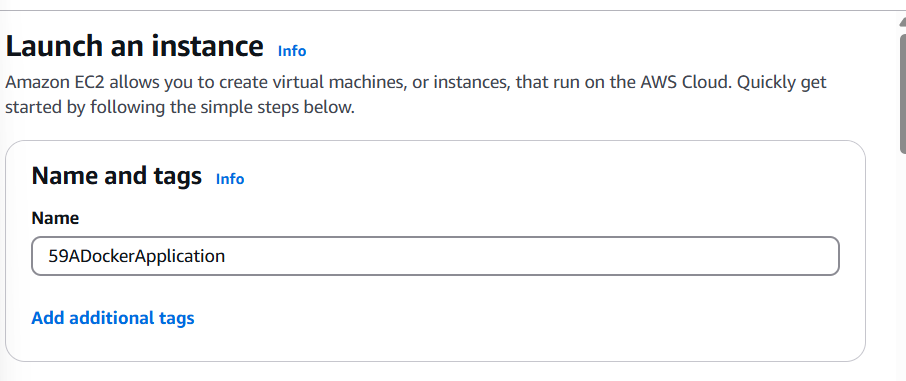 Launch an instance Info
Amazon EC2 allows you to create virtual machines, or instances, that run on the AWS Cloud. Quickly get
started by following the simple steps below.
Name and tags Info
Name
59ADockerApplication
Add additional tags